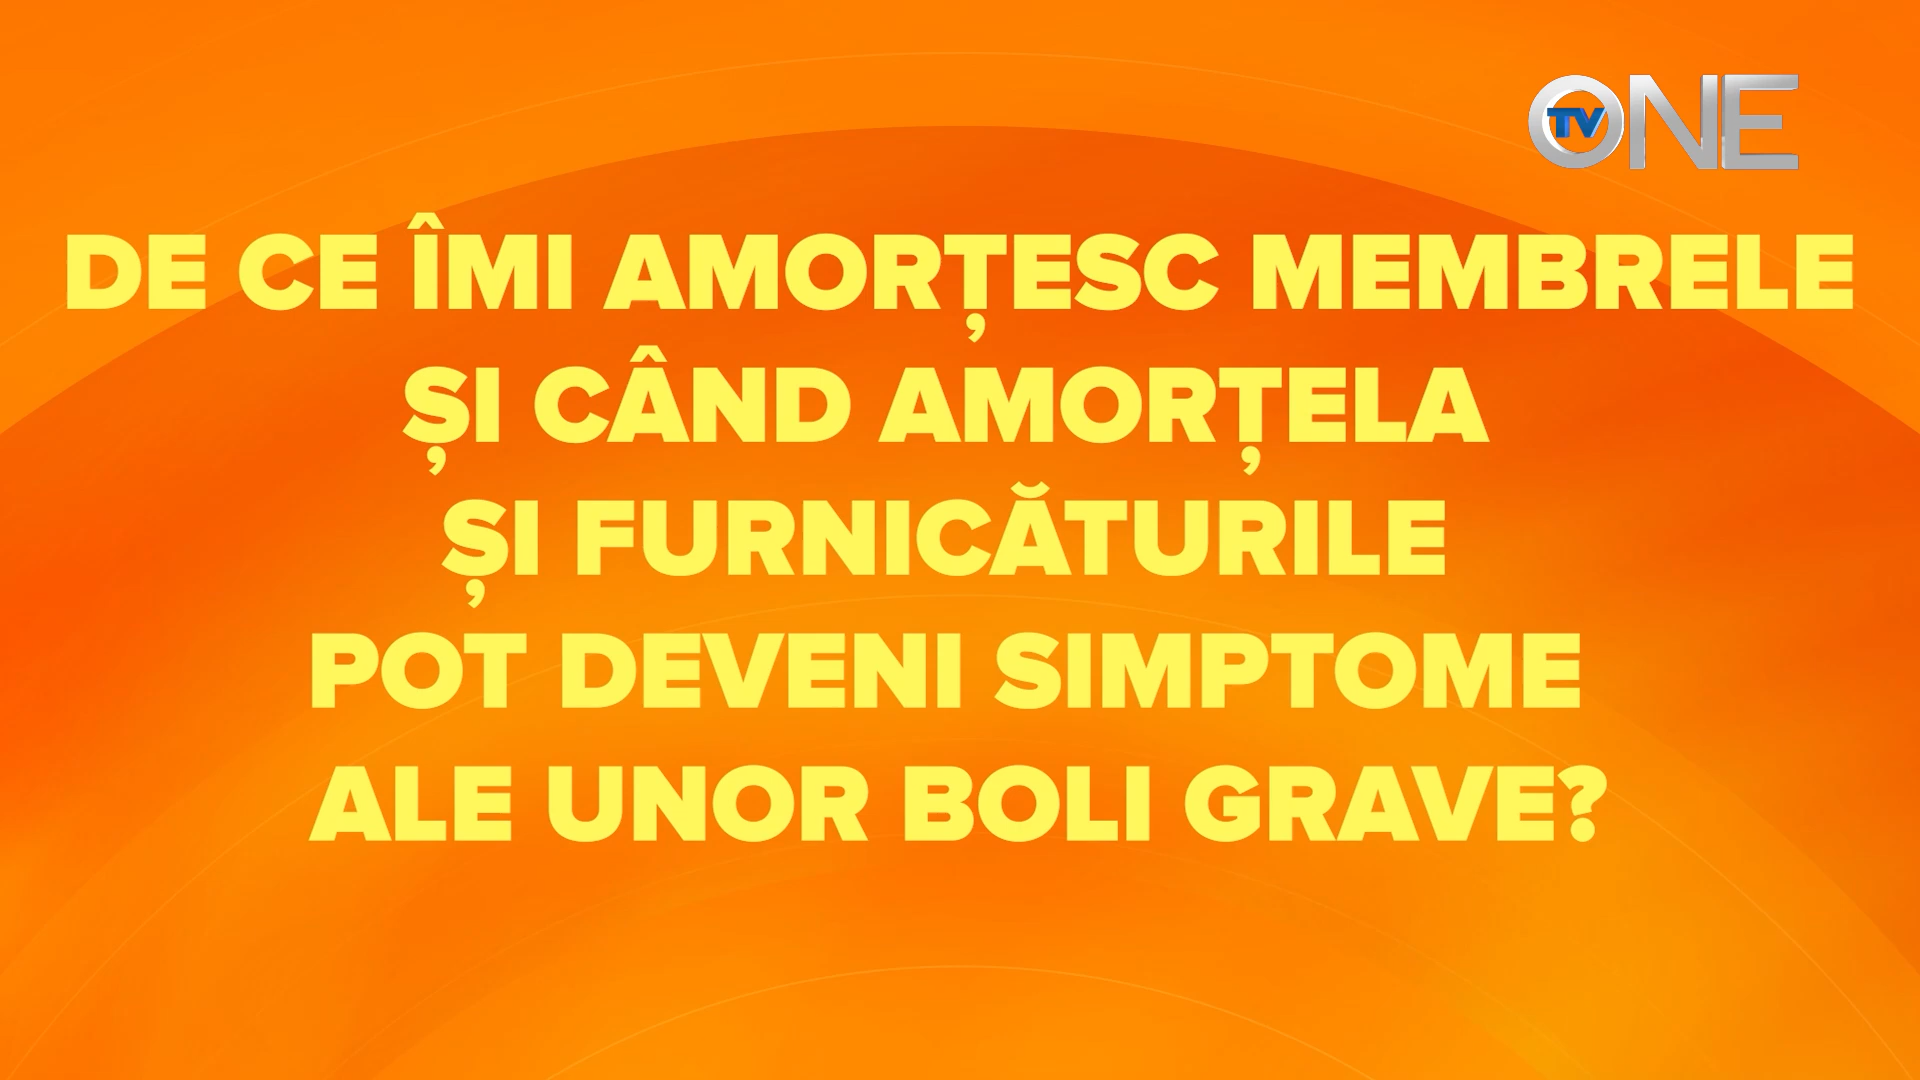 TV ONE
DE CE ÎMI AMORȚESC MEMBRELE
ȘI CÂND AMORȚELA
ȘI FURNICĂTURILE
POT DEVENI SIMPTOME
ALE UNOR BOLI GRAVE?